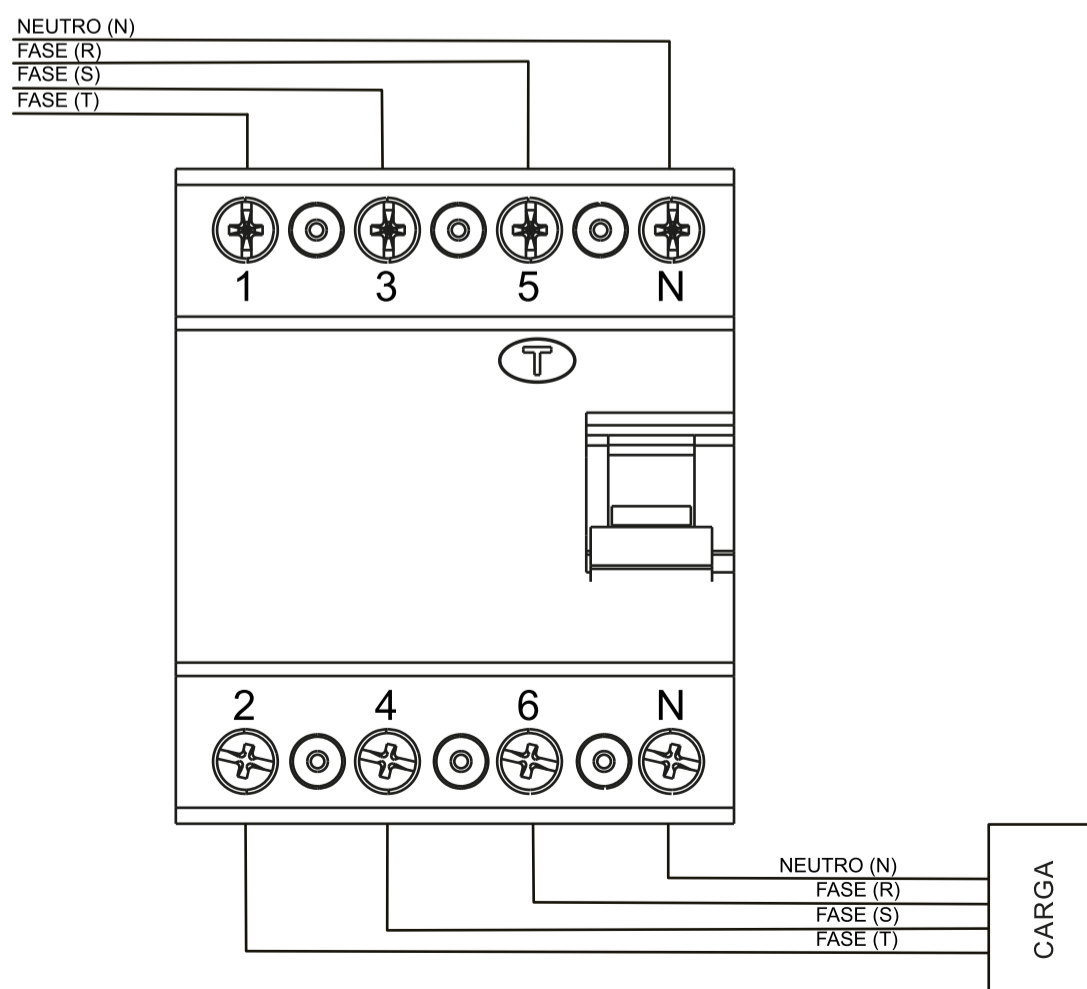 NEUTRO (N)
FASE (R)
FASE (S)
FASE (T)
1 3 5 N
T
2 4 6 N
NEUTRO (N)
FASE (R)
FASE (S)
FASE (T)
CARGA